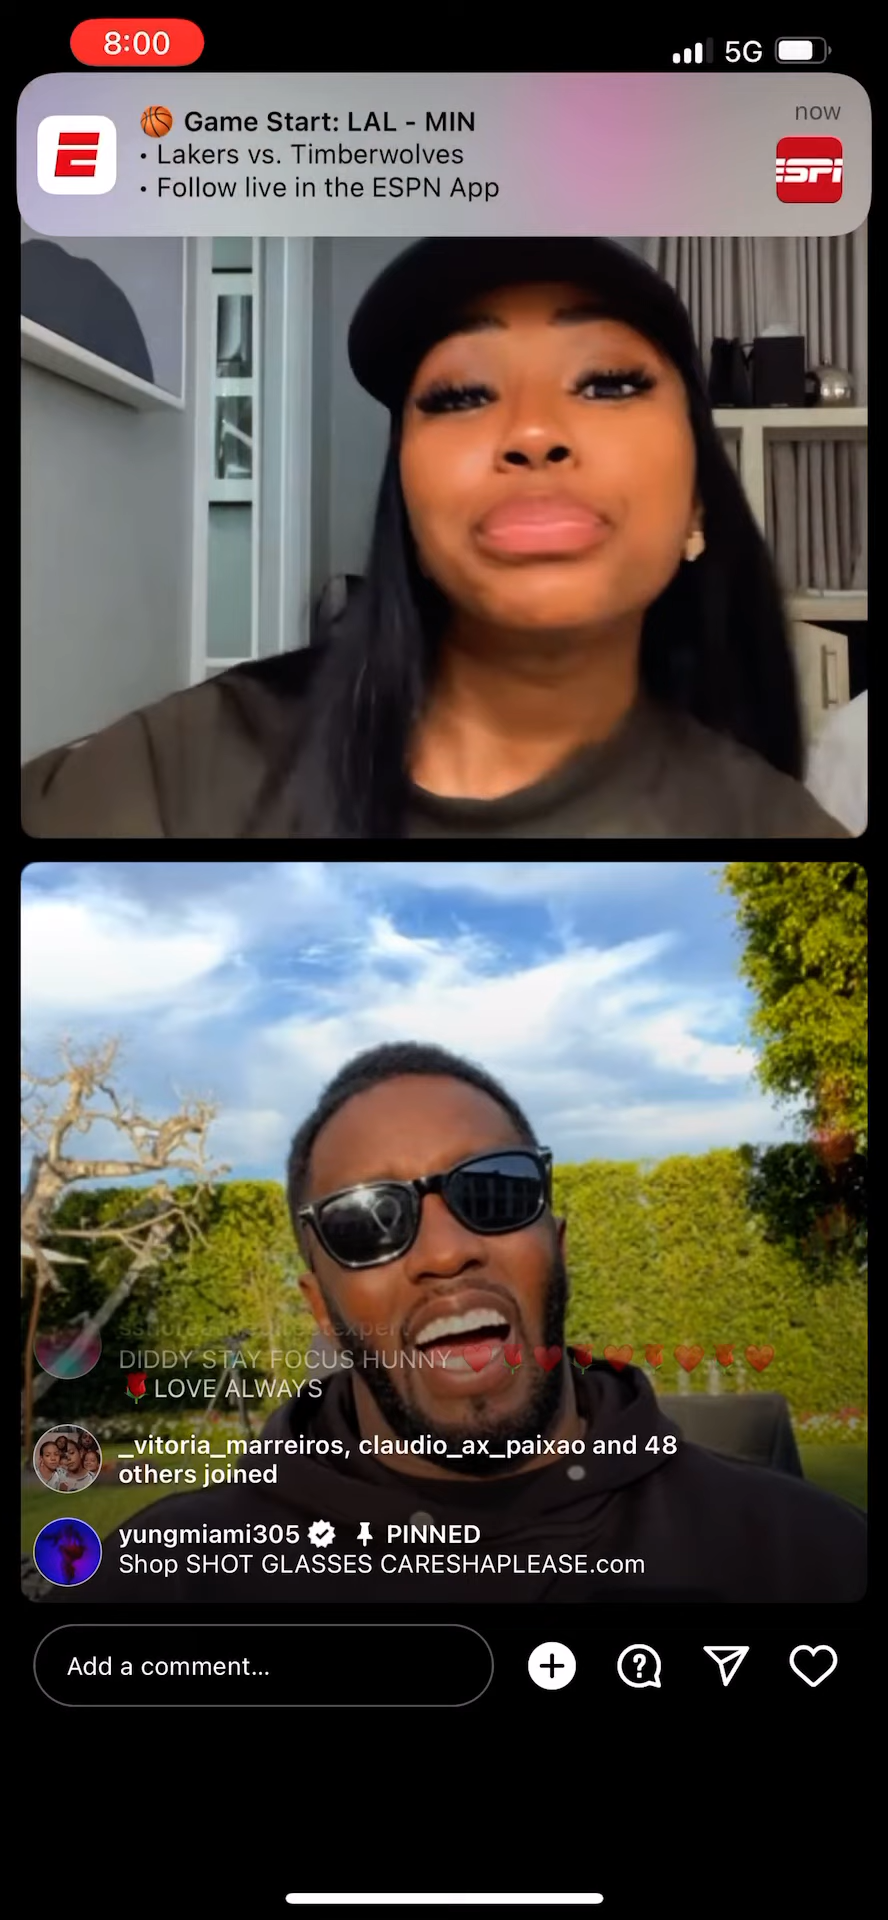 8:00
5G
🏀 Game Start: LAL - MIN
now
• Lakers vs. Timberwolves
• Follow live in the ESPN App
DIDDY STAY FOCUS HUNNY ❤️🌹❤️🌹❤️🌹❤️🌹❤️
🌹LOVE ALWAYS
_vitoria_marreiros, claudio_ax_paixao and 48
others joined
yungmiami305 PINNED
Shop SHOT GLASSES CARESHAPLEASE.com
Add a comment...